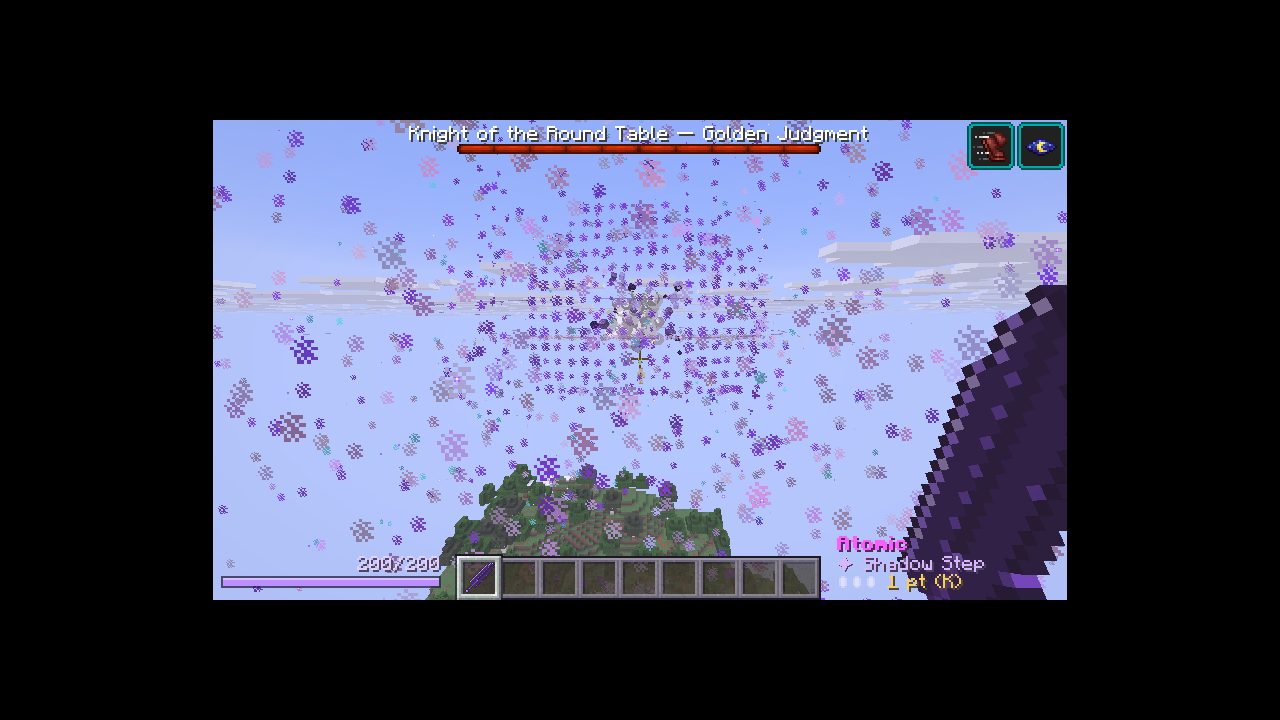 Knight of the Round Table — Golden Judgment
Atomic
200/200
Shadow Step
1 pt (K)